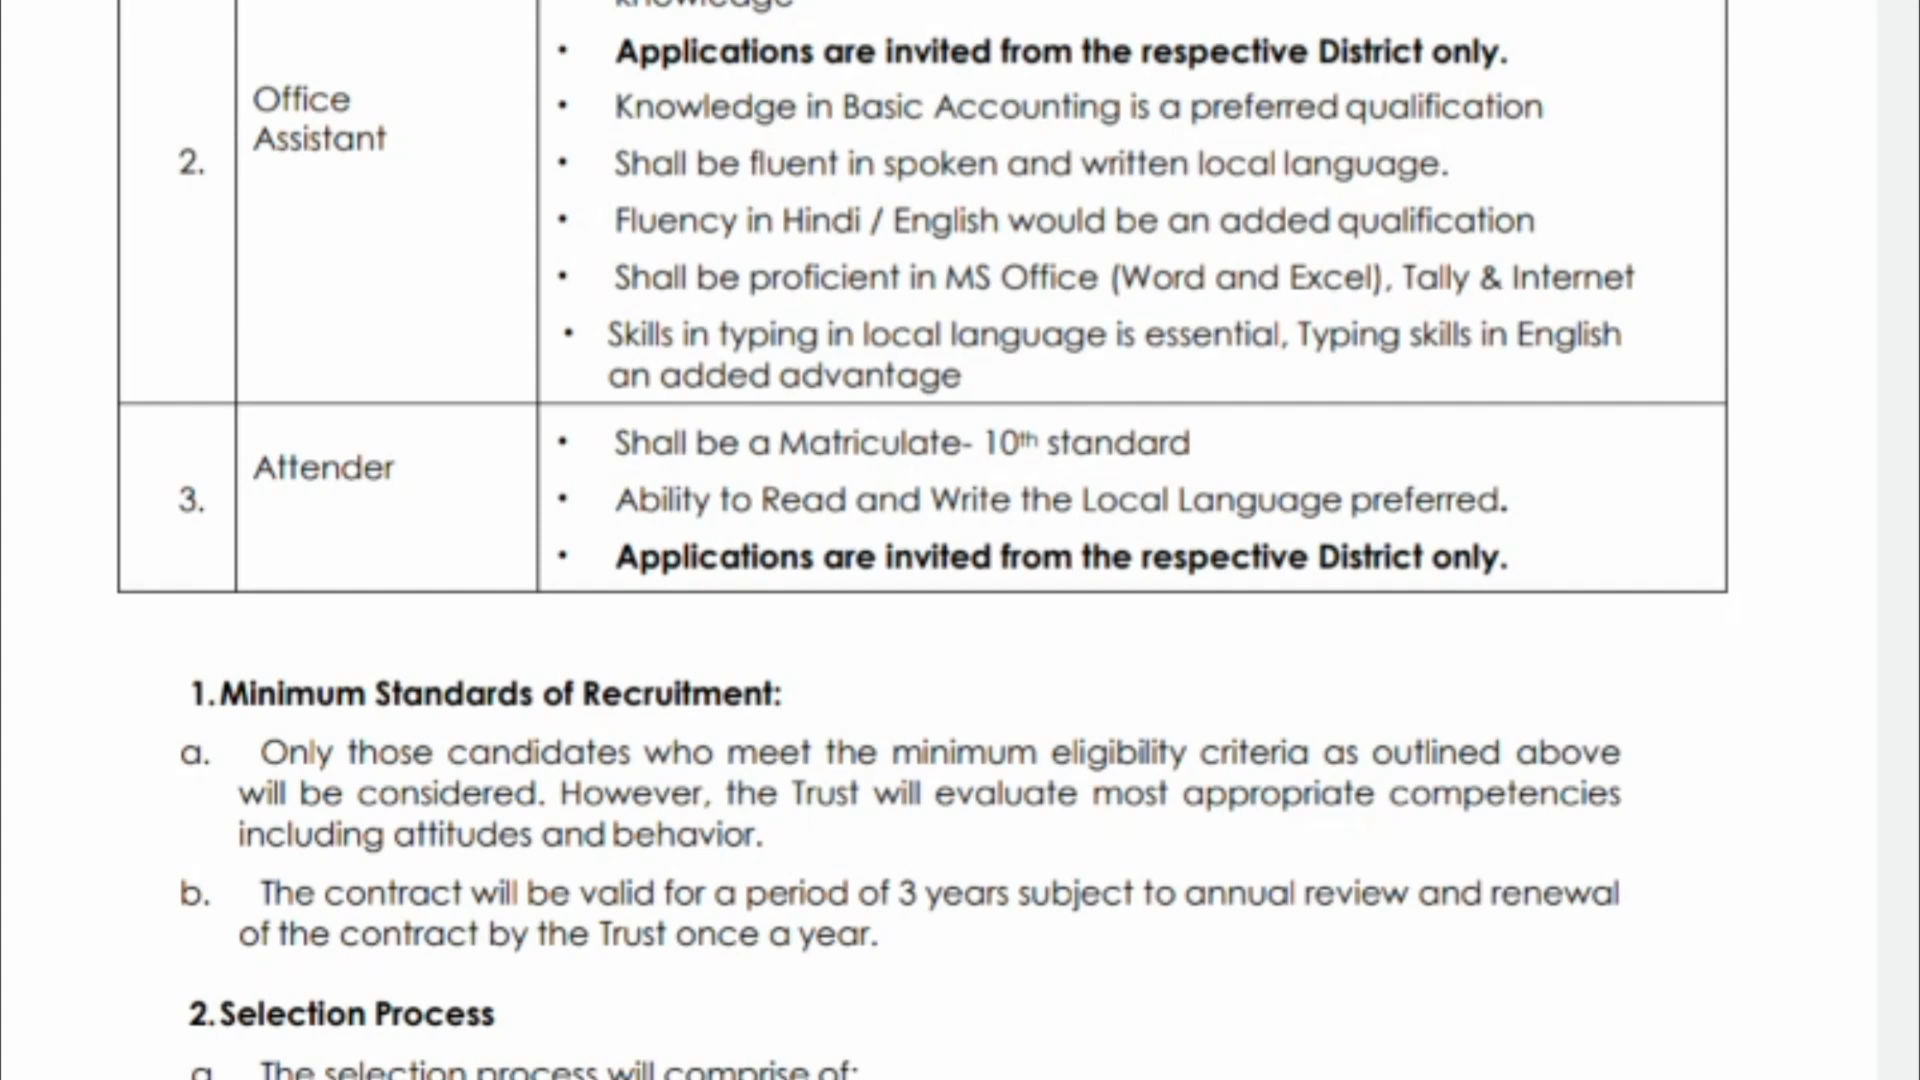 knowledge
• Applications are invited from the respective District only.
Office
Assistant
2.
• Knowledge in Basic Accounting is a preferred qualification
• Shall be fluent in spoken and written local language.
• Fluency in Hindi / English would be an added qualification
• Shall be proficient in MS Office (Word and Excel), Tally & Internet
• Skills in typing in local language is essential, Typing skills in English
an added advantage
3.
Attender
• Shall be a Matriculate- 10th standard
• Ability to Read and Write the Local Language preferred.
• Applications are invited from the respective District only.
1. Minimum Standards of Recruitment:
a. Only those candidates who meet the minimum eligibility criteria as outlined above
will be considered. However, the Trust will evaluate most appropriate competencies
including attitudes and behavior.
b. The contract will be valid for a period of 3 years subject to annual review and renewal
of the contract by the Trust once a year.
2. Selection Process
a. The selection process will comprise of: